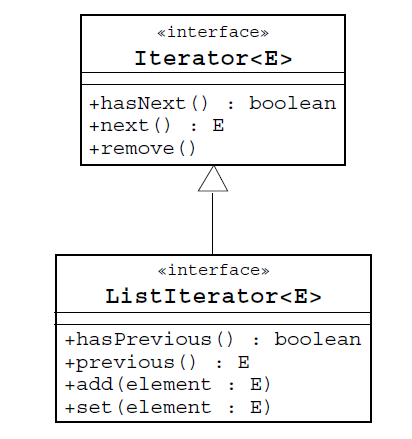 «interface»
Iterator<E>
+hasNext() : boolean
+next() : E
+remove()
«interface»
ListIterator<E>
+hasPrevious() : boolean
+previous() : E
+add(element : E)
+set(element : E)